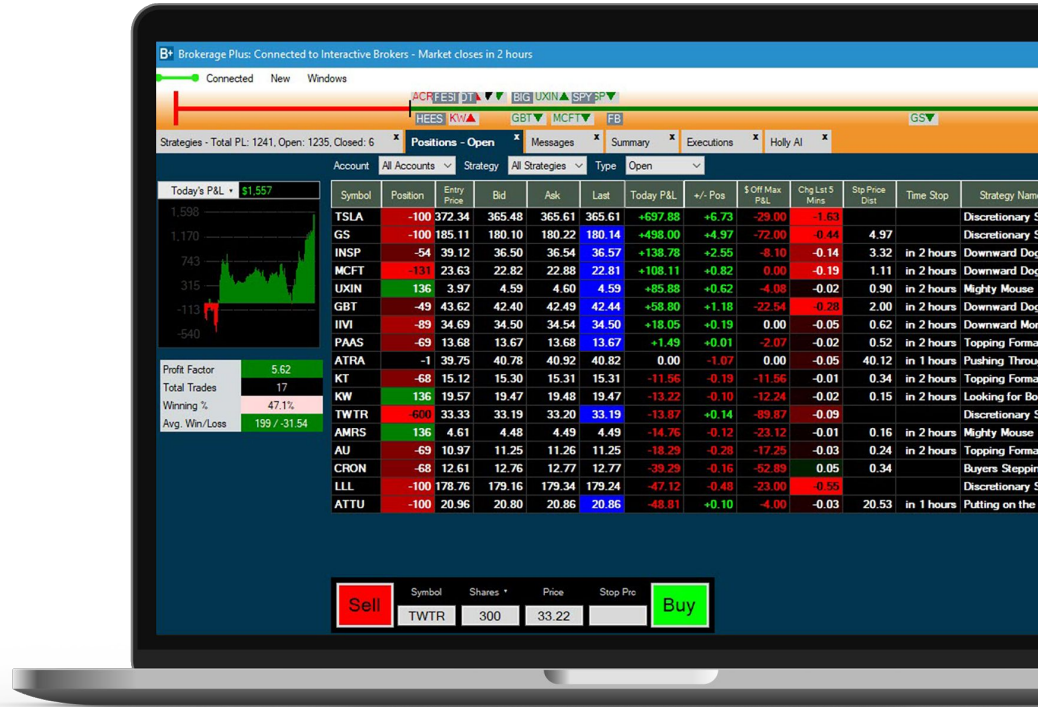 B+ Brokerage Plus: Connected to Interactive Brokers - Market closes in 2 hours
Connected New Windows
ACR FESI DT BIG UXIN▲ SPY SP▼
HEES KW▲ GBT▼ MCFT▼ FB GS▼
Strategies - Total PL: 1241, Open: 1235, Closed: 6 x Positions - Open x Messages x Summary x Executions x Holly AI x
Account All Accounts Strategy All Strategies Type Open
Today's P&L $1,557
1,598
1,170
743
315
-113
-540
Profit Factor 5.62
Total Trades 17
Winning % 47.1%
Avg. Win/Loss 199 / -31.54
Symbol Position Entry Price Bid Ask Last Today P&L +/- Pos $ Off Max P&L Chg Lst 5 Mins Stp Price Dist Time Stop Strategy Nam
TSLA -100 372.34 365.48 365.61 365.61 +697.88 +6.73 -29.00 -1.63 Discretionary S
GS -100 185.11 180.10 180.22 180.14 +498.00 +4.97 -72.00 -0.44 4.97 Discretionary S
INSP -54 39.12 36.50 36.54 36.57 +138.78 +2.55 -8.10 -0.14 3.32 in 2 hours Downward Dog
MCFT -131 23.63 22.82 22.88 22.81 +108.11 +0.82 0.00 -0.19 1.11 in 2 hours Downward Dog
UXIN 136 3.97 4.59 4.60 4.59 +85.88 +0.62 -4.08 -0.02 0.90 in 2 hours Mighty Mouse
GBT -49 43.62 42.40 42.49 42.44 +58.80 +1.18 -22.54 -0.28 2.00 in 2 hours Downward Dog
IIVI -89 34.69 34.50 34.54 34.50 +18.05 +0.19 0.00 -0.05 0.62 in 2 hours Downward Mor
PAAS -69 13.68 13.67 13.68 13.67 +1.49 +0.01 -2.07 -0.02 0.52 in 2 hours Topping Forma
ATRA -1 39.75 40.78 40.92 40.82 0.00 -1.07 0.00 -0.05 40.12 in 1 hours Pushing Throu
KT -68 15.12 15.30 15.31 15.31 -11.56 -0.19 -11.56 -0.01 0.34 in 2 hours Topping Forma
KW 136 19.57 19.47 19.48 19.47 -13.22 -0.10 -12.24 -0.02 0.15 in 2 hours Looking for Bo
TWTR -600 33.33 33.19 33.20 33.19 -13.87 +0.14 -89.87 -0.09 Discretionary S
AMRS 136 4.61 4.48 4.49 4.49 -14.76 -0.12 -23.12 -0.01 0.16 in 2 hours Mighty Mouse
AU -69 10.97 11.25 11.26 11.25 -18.29 -0.28 -17.25 -0.03 0.24 in 2 hours Topping Forma
CRON -68 12.61 12.76 12.77 12.77 -39.29 -0.16 -52.89 0.05 0.34 Buyers Steppin
LLL -100 178.76 179.16 179.34 179.24 -47.12 -0.48 -23.00 -0.55 Discretionary S
ATTU -100 20.96 20.80 20.86 20.86 -48.81 +0.10 -4.00 -0.03 20.53 in 1 hours Putting on the
Symbol Shares Price Stop Prc
Sell TWTR 300 33.22 Buy